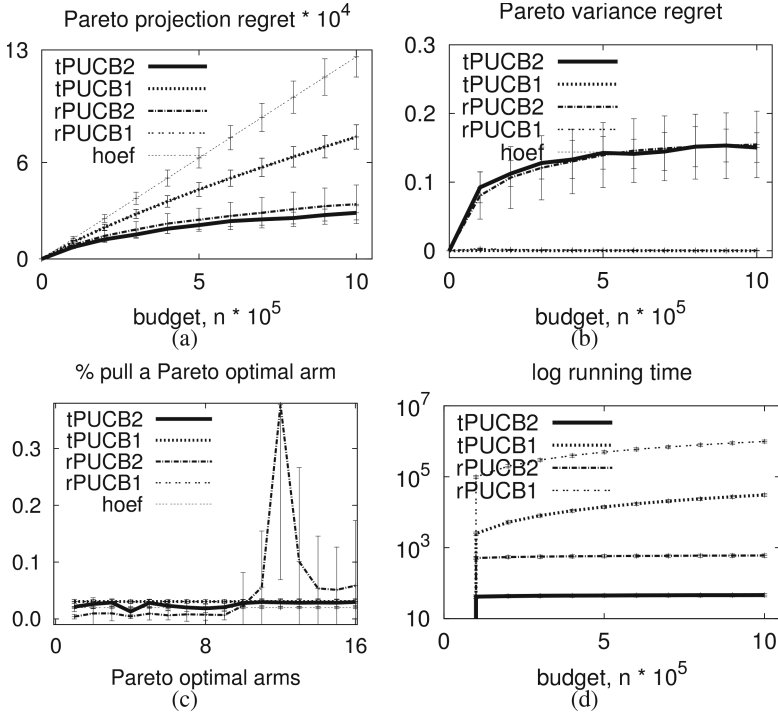 Pareto projection regret * 10^4
13
6
0
tPUCB2
tPUCB1
rPUCB2
rPUCB1
hoef
0 5 10
budget, n * 10^5
(a)
Pareto variance regret
0.3
0.2
0.1
0
tPUCB2
tPUCB1
rPUCB2
rPUCB1
hoef
0 5 10
budget, n * 10^5
(b)
% pull a Pareto optimal arm
0.3
0.2
0.1
0.0
tPUCB2
tPUCB1
rPUCB2
rPUCB1
hoef
0 8 16
Pareto optimal arms
(c)
log running time
10^7
10^5
10^3
10
tPUCB2
tPUCB1
rPUCB2
rPUCB1
0 5 10
budget, n * 10^5
(d)